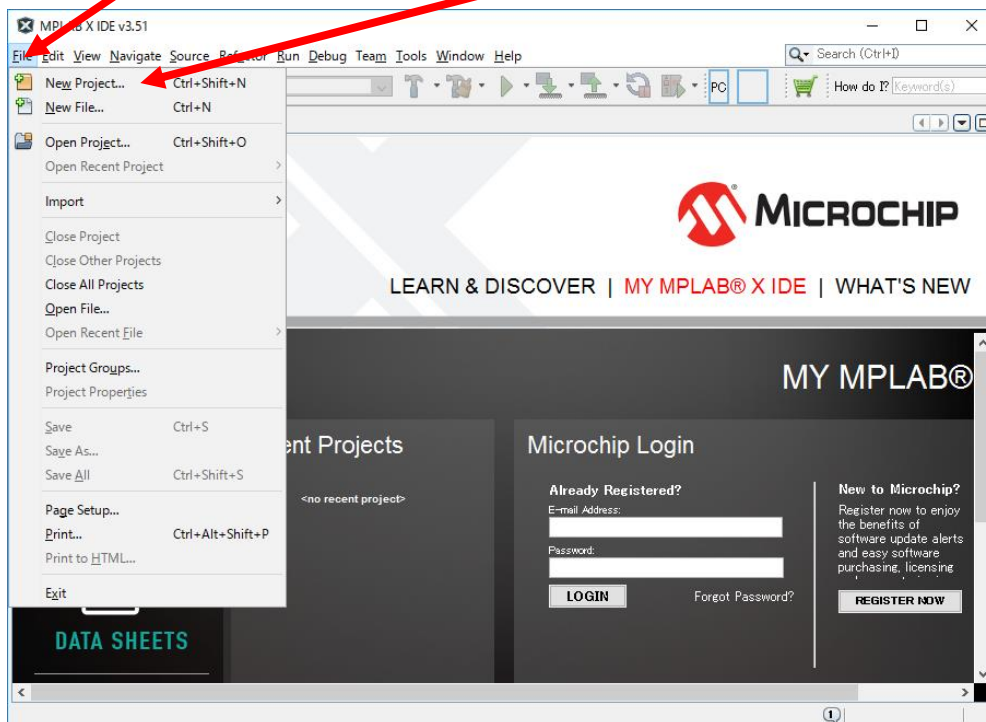 MPLAB X IDE v3.51
File Edit View Navigate Source Refactor Run Debug Team Tools Window Help
Search (Ctrl+I)
PC
How do I? Keyword(s)
New Project... Ctrl+Shift+N
New File... Ctrl+N
Open Project... Ctrl+Shift+O
Open Recent Project
Import
Close Project
Close Other Projects
Close All Projects
Open File...
Open Recent File
Project Groups...
Project Properties
Save Ctrl+S
Save As...
Save All Ctrl+Shift+S
Page Setup...
Print... Ctrl+Alt+Shift+P
Print to HTML...
Exit
MICROCHIP
LEARN & DISCOVER | MY MPLAB® X IDE | WHAT'S NEW
MY MPLAB®
ent Projects
<no recent project>
Microchip Login
Already Registered?
E-mail Address:
Password:
LOGIN
Forgot Password?
New to Microchip?
Register now to enjoy
the benefits of
software update alerts
and easy software
purchasing, licensing
REGISTER NOW
DATA SHEETS
1